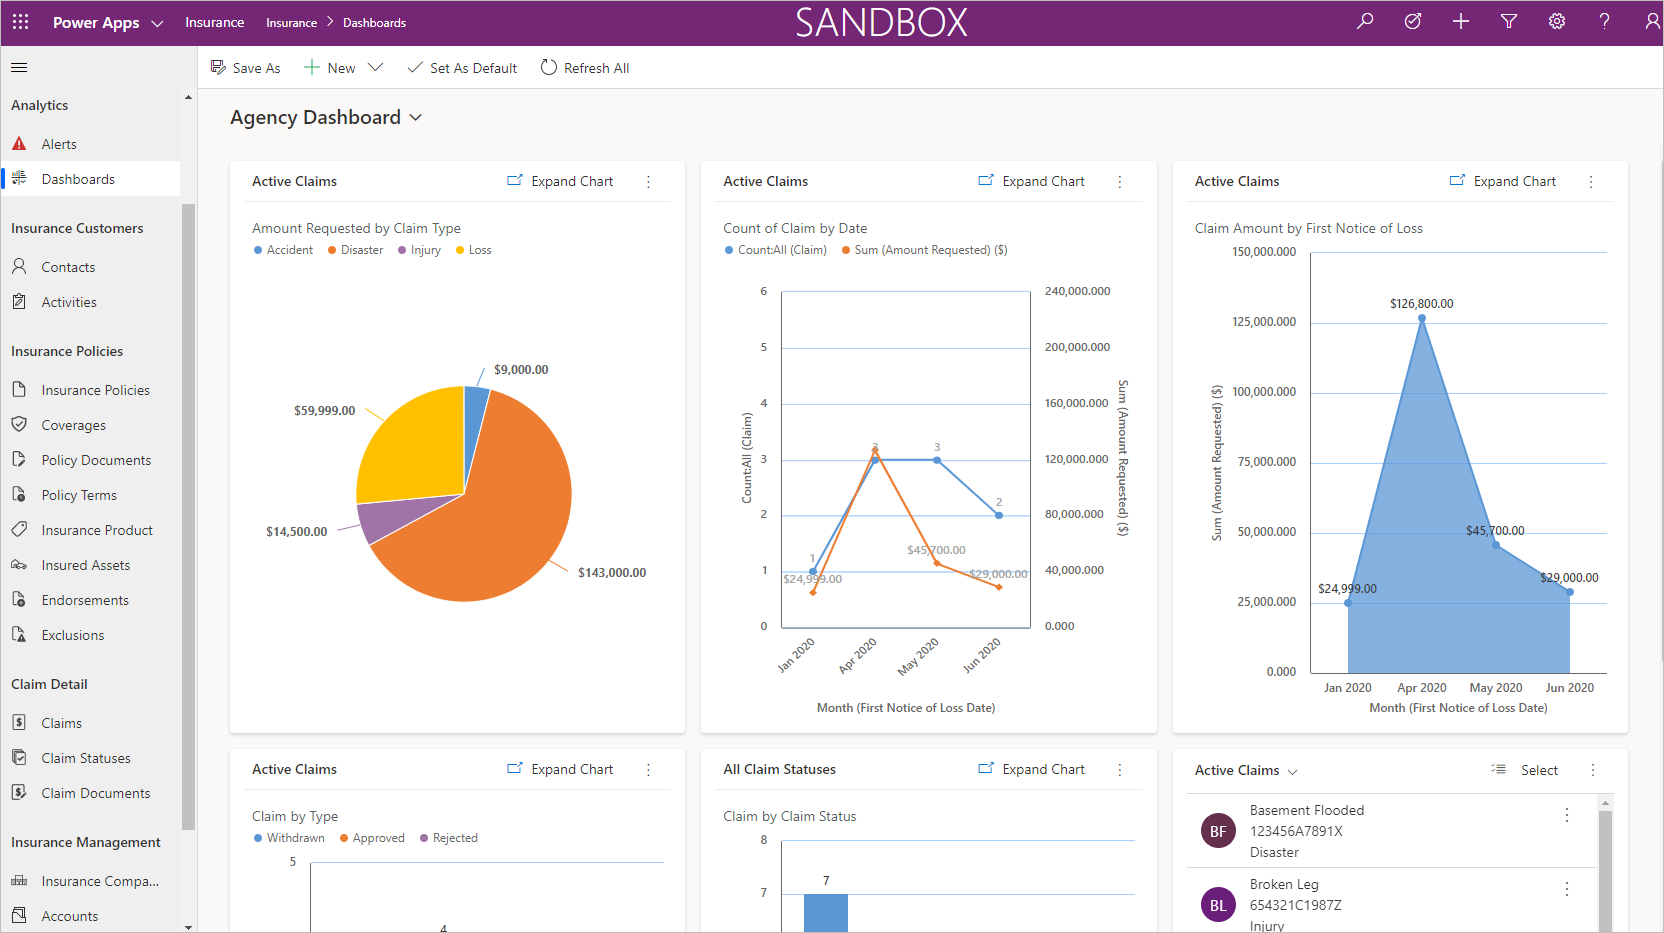 Power Apps
Insurance
Insurance > Dashboards
SANDBOX
Save As
New
Set As Default
Refresh All
Analytics
Alerts
Dashboards
Insurance Customers
Contacts
Activities
Insurance Policies
Insurance Policies
Coverages
Policy Documents
Policy Terms
Insurance Product
Insured Assets
Endorsements
Exclusions
Claim Detail
Claims
Claim Statuses
Claim Documents
Insurance Management
Insurance Compa...
Accounts
Agency Dashboard
Active Claims
Expand Chart
Amount Requested by Claim Type
Accident Disaster Injury Loss
$9,000.00
$59,999.00
$14,500.00
$143,000.00
Active Claims
Expand Chart
Count of Claim by Date
Count:All (Claim) Sum (Amount Requested) ($)
6
5
4
3
2
1
0
Count:All (Claim)
240,000.000
200,000.000
160,000.000
120,000.000
80,000.000
40,000.000
0.000
Sum (Amount Requested) ($)
1
3
3
2
$24,999.00
$45,700.00
$29,000.00
Jan 2020
Apr 2020
May 2020
Jun 2020
Month (First Notice of Loss Date)
Active Claims
Expand Chart
Claim Amount by First Notice of Loss
150,000.000
125,000.000
100,000.000
75,000.000
50,000.000
25,000.000
0.000
Sum (Amount Requested) ($)
$126,800.00
$45,700.00
$24,999.00
$29,000.00
Jan 2020
Apr 2020
May 2020
Jun 2020
Month (First Notice of Loss Date)
Active Claims
Expand Chart
Claim by Type
Withdrawn Approved Rejected
5
4
All Claim Statuses
Expand Chart
Claim by Claim Status
8
7
7
Active Claims
Select
BF
Basement Flooded
123456A7891X
Disaster
BL
Broken Leg
654321C1987Z
Injury